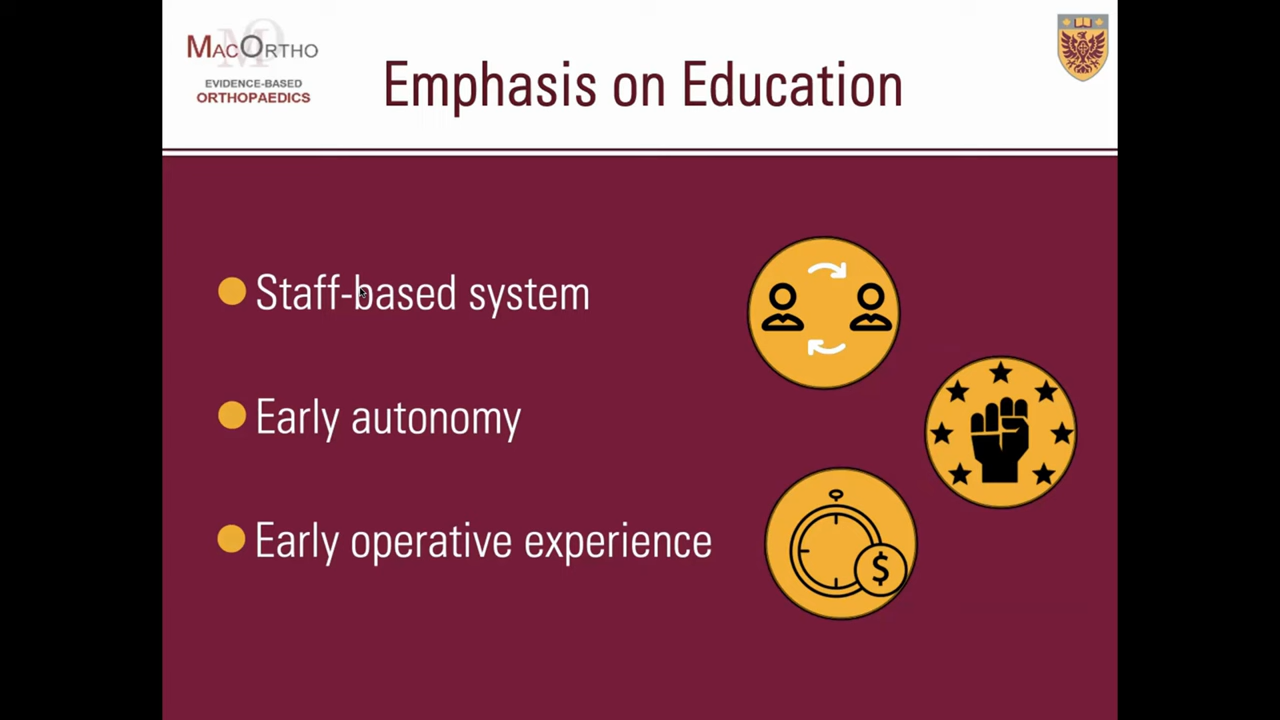 MacOrtho
EVIDENCE-BASED
ORTHOPAEDICS
Emphasis on Education
Staff-based system
Early autonomy
Early operative experience
$